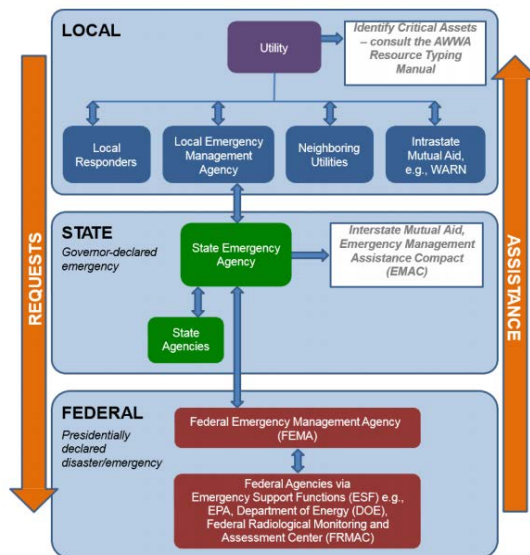 LOCAL
Utility
Identify Critical Assets
– consult the AWWA
Resource Typing
Manual
Local
Responders
Local Emergency
Management
Agency
Neighboring
Utilities
Intrastate
Mutual Aid,
e.g., WARN
REQUESTS
ASSISTANCE
STATE
Governor-declared
emergency
State Emergency
Agency
Interstate Mutual Aid,
Emergency Management
Assistance Compact
(EMAC)
State
Agencies
FEDERAL
Presidentially
declared
disaster/emergency
Federal Emergency Management Agency
(FEMA)
Federal Agencies via
Emergency Support Functions (ESF) e.g.,
EPA, Department of Energy (DOE),
Federal Radiological Monitoring and
Assessment Center (FRMAC)